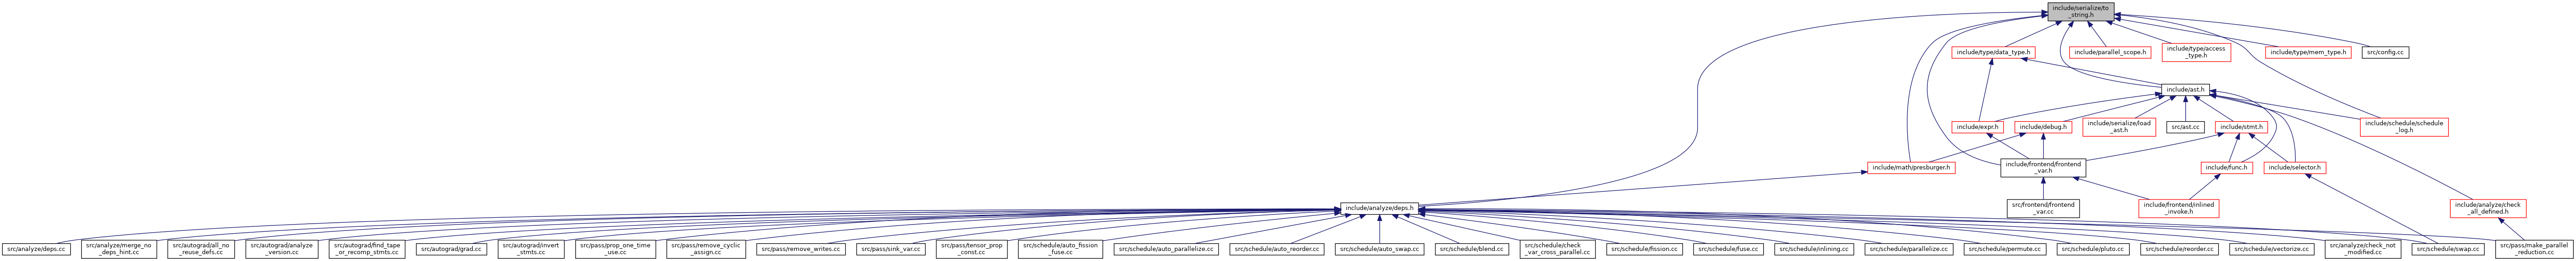 include/serialize/to
_string.h
include/type/data_type.h
include/parallel_scope.h
include/type/access
_type.h
include/type/mem_type.h
src/config.cc
include/ast.h
include/expr.h
include/debug.h
include/serialize/load
_ast.h
src/ast.cc
include/stmt.h
include/schedule/schedule
_log.h
include/math/presburger.h
include/frontend/frontend
_var.h
include/func.h
include/selector.h
include/analyze/deps.h
src/frontend/frontend
_var.cc
include/frontend/inlined
_invoke.h
include/analyze/check
_all_defined.h
src/analyze/deps.cc
src/analyze/merge_no
_deps_hint.cc
src/autograd/all_no
_reuse_defs.cc
src/autograd/analyze
_version.cc
src/autograd/find_tape
_or_recomp_stmts.cc
src/autograd/grad.cc
src/autograd/invert
_stmts.cc
src/pass/prop_one_time
_use.cc
src/pass/remove_cyclic
_assign.cc
src/pass/remove_writes.cc
src/pass/sink_var.cc
src/pass/tensor_prop
_const.cc
src/schedule/auto_fission
_fuse.cc
src/schedule/auto_parallelize.cc
src/schedule/auto_reorder.cc
src/schedule/auto_swap.cc
src/schedule/blend.cc
src/schedule/check
_var_cross_parallel.cc
src/schedule/fission.cc
src/schedule/fuse.cc
src/schedule/inlining.cc
src/schedule/parallelize.cc
src/schedule/permute.cc
src/schedule/pluto.cc
src/schedule/reorder.cc
src/schedule/vectorize.cc
src/analyze/check_not
_modified.cc
src/schedule/swap.cc
src/pass/make_parallel
_reduction.cc